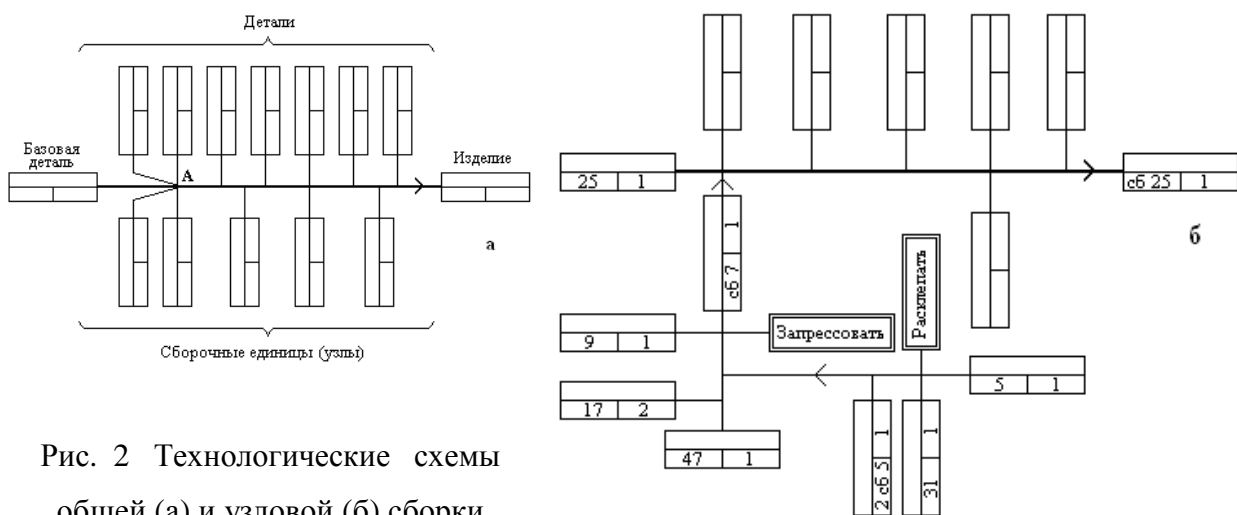 Детали
Базовая
деталь
А
Изделие
а
Сборочные единицы (узлы)
25 1
сб 25 1
б
сб 7 1
Расклепать
Запрессовать
9 1
5 1
17 2
47 1
2 сб 5 1
31 1
Рис. 2 Технологические схемы
общей (а) и узловой (б) сборки